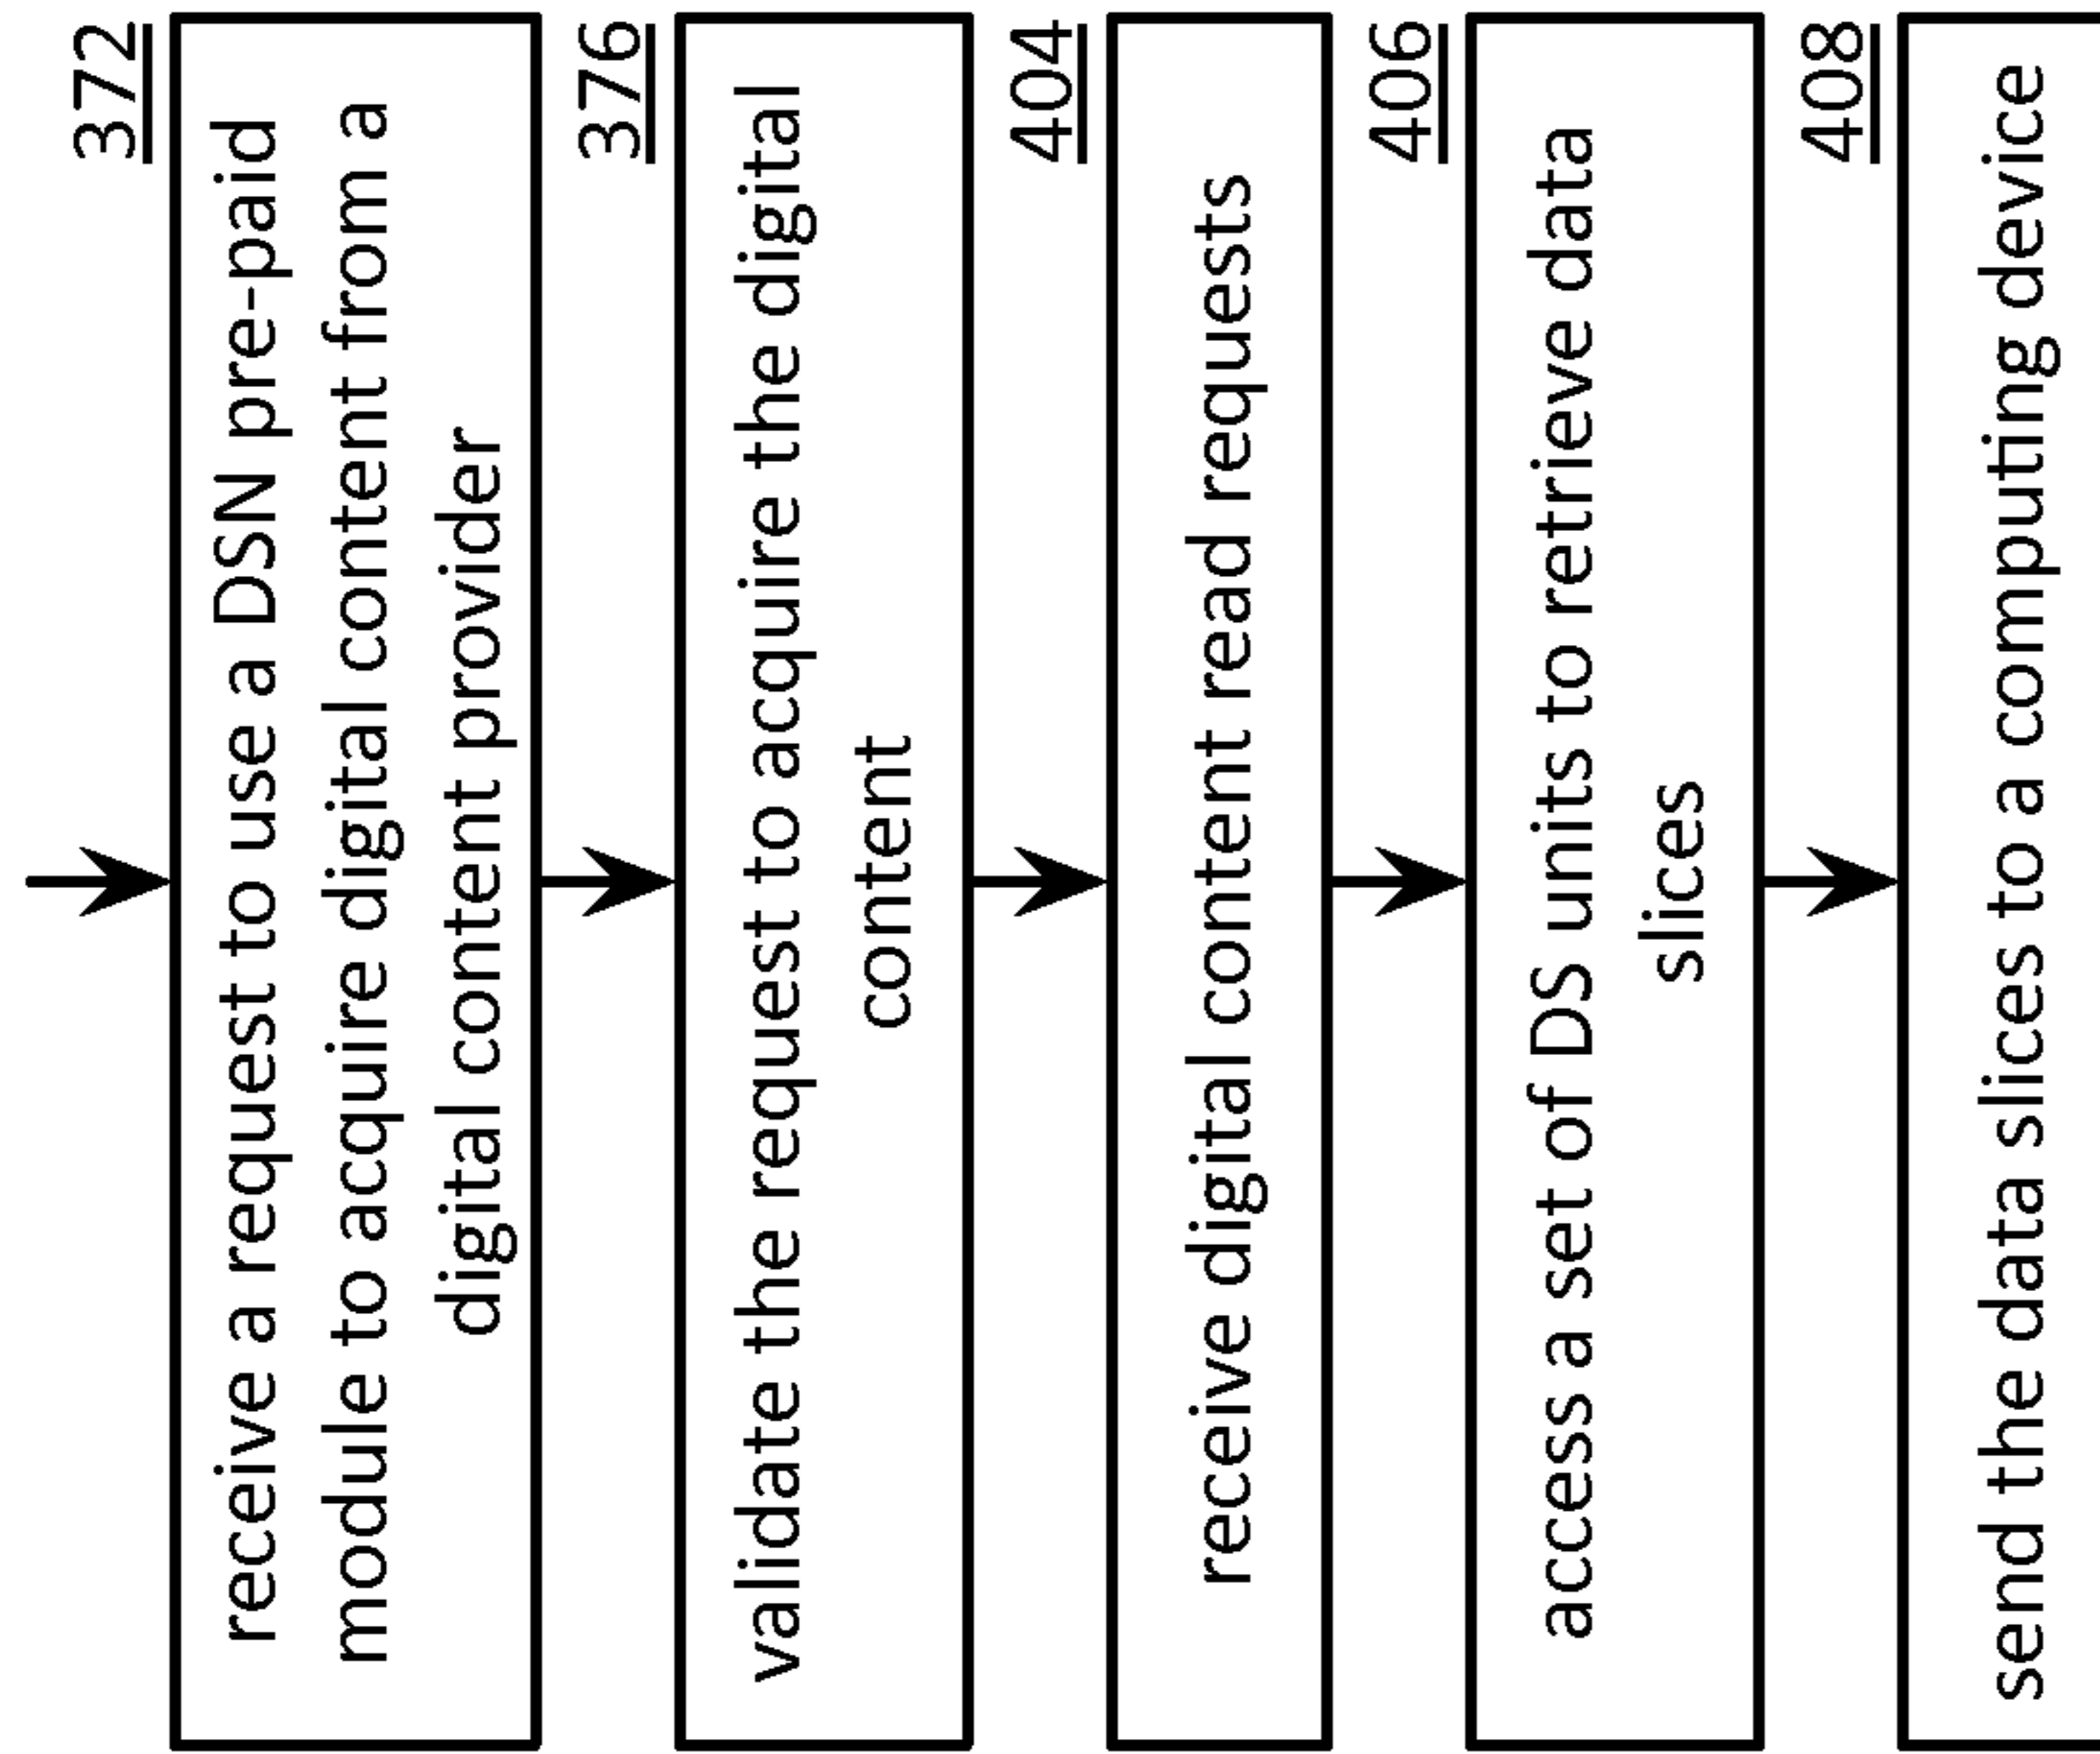 372
receive a request to use a DSN pre-paid
module to acquire digital content from a
digital content provider
376
validate the request to acquire the digital
content
404
receive digital content read requests
406
access a set of DS units to retrieve data
slices
408
send the data slices to a computing device